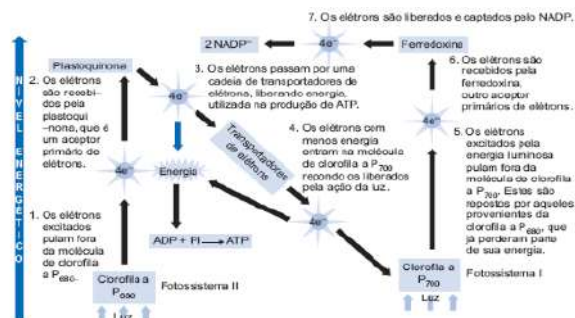 7. Os elétrons são liberados e captados pelo NADP.
2 NADP⁻
4e⁻
Ferredoxina
Plastoquinona
4e⁻
3. Os elétrons passam por uma
cadeia de transportadores de
elétrons, liberando energia,
utilizada na produção de ATP.
6. Os elétrons são
recebidos pela
ferredoxina,
outro aceptor
primários de elétrons.
2. Os elétrons
são recebi-
dos pela
plastoqui
-nona, que é
um aceptor
primário de
elétrons.
4e⁻
Energia
Transportadores
de elétrons
4. Os elétrons com
menos energia
entram na molécula
de clorofila a P₇₀₀
repondo os liberados
pela ação da luz.
4e⁻
5. Os elétrons
excitados pela
energia luminosa
pulam fora da
molécula de clorofila
a P₇₀₀. Estes são
repostos por aqueles
provenientes da
clorofila a P₆₈₀, que
já perderam parte
de sua energia.
4e⁻
1. Os elétrons
excitados
pulam fora
da molécula
de clorofila
a P₆₈₀.
ADP + Pi → ATP
Clorofila a
P₆₈₀
Fotossistema II
Luz
Clorofila a
P₇₀₀
Fotossistema I
Luz
NÍVEL ENERGÉTICO